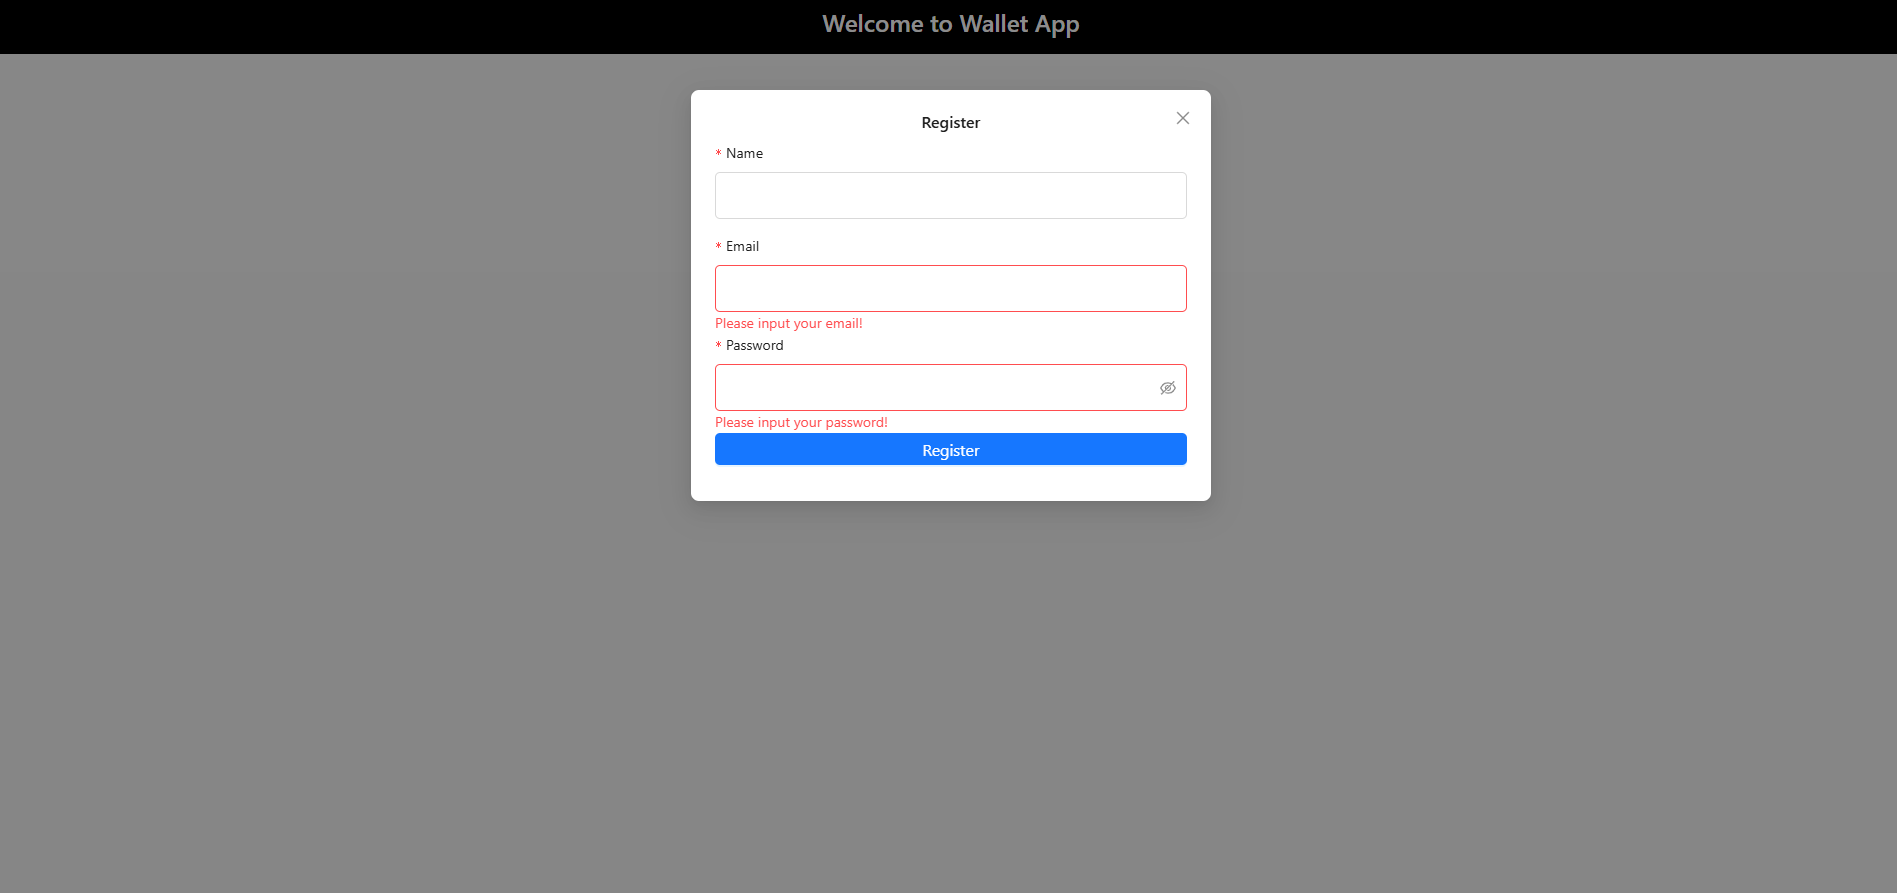 Welcome to Wallet App
Register
* Name
* Email
Please input your email!
* Password
Please input your password!
Register